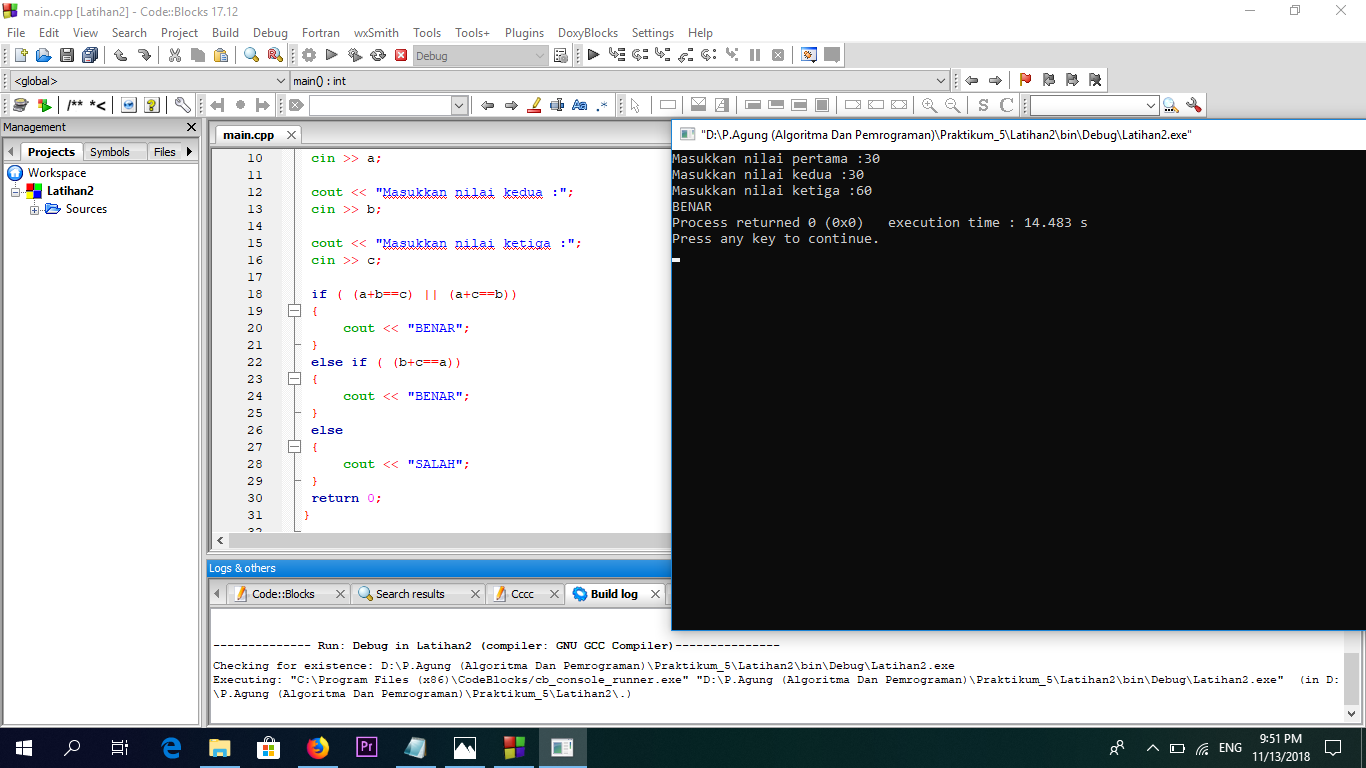 main.cpp [Latihan2] - Code::Blocks 17.12
File Edit View Search Project Build Debug Fortran wxSmith Tools Tools+ Plugins DoxyBlocks Settings Help
Debug
<global> main() : int
/** *< Aa .* S C
Management
main.cpp
"D:\P.Agung (Algoritma Dan Pemrograman)\Praktikum_5\Latihan2\bin\Debug\Latihan2.exe"
Projects Symbols Files
Workspace
Latihan2
Sources
10 cin >> a;
11
12 cout << "Masukkan nilai kedua :";
13 cin >> b;
14
15 cout << "Masukkan nilai ketiga :";
16 cin >> c;
17
18 if ( (a+b==c) || (a+c==b))
19 {
20 cout << "BENAR";
21 }
22 else if ( (b+c==a))
23 {
24 cout << "BENAR";
25 }
26 else
27 {
28 cout << "SALAH";
29 }
30 return 0;
31 }
32
Masukkan nilai pertama :30
Masukkan nilai kedua :30
Masukkan nilai ketiga :60
BENAR
Process returned 0 (0x0)   execution time : 14.483 s
Press any key to continue.
Logs & others
Code::Blocks Search results Cccc Build log
-------------- Run: Debug in Latihan2 (compiler: GNU GCC Compiler)---------------
Checking for existence: D:\P.Agung (Algoritma Dan Pemrograman)\Praktikum_5\Latihan2\bin\Debug\Latihan2.exe
Executing: "C:\Program Files (x86)\CodeBlocks/cb_console_runner.exe" "D:\P.Agung (Algoritma Dan Pemrograman)\Praktikum_5\Latihan2\bin\Debug\Latihan2.exe"  (in D:
\P.Agung (Algoritma Dan Pemrograman)\Praktikum_5\Latihan2\.)
Pr
ENG
9:51 PM
11/13/2018